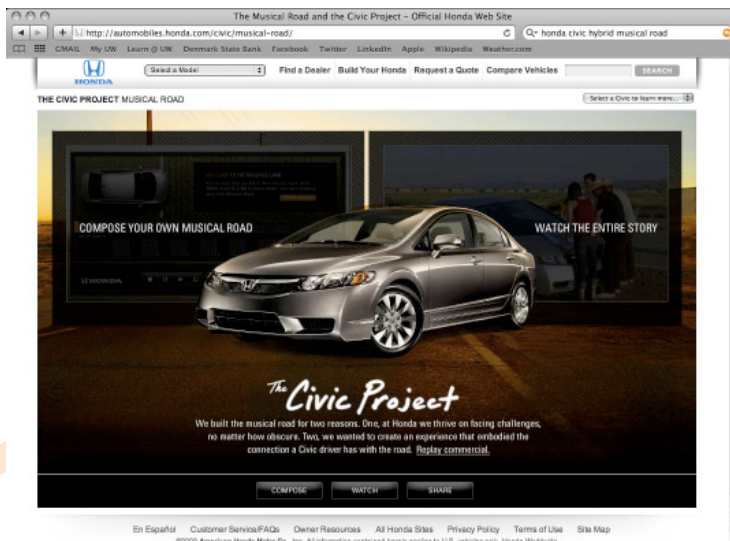 The Musical Road and the Civic Project – Official Honda Web Site
http://automobiles.honda.com/civic/musical-road/
honda civic hybrid musical road
GMAIL My UW Learn @ UW Denmark State Bank Facebook Twitter LinkedIn Apple Wikipedia Weather.com
HONDA
Select a Model
Find a Dealer Build Your Honda Request a Quote Compare Vehicles
SEARCH
THE CIVIC PROJECT MUSICAL ROAD
Select a Civic to learn more...
COMPOSE YOUR OWN MUSICAL ROAD
WATCH THE ENTIRE STORY
HONDA
The Civic Project
We built the musical road for two reasons. One, at Honda we thrive on facing challenges,
no matter how obscure. Two, we wanted to create an experience that embodied the
connection a Civic driver has with the road. Replay commercial.
COMPOSE WATCH SHARE
En Español Customer Service/FAQs Owner Resources All Honda Sites Privacy Policy Terms of Use Site Map